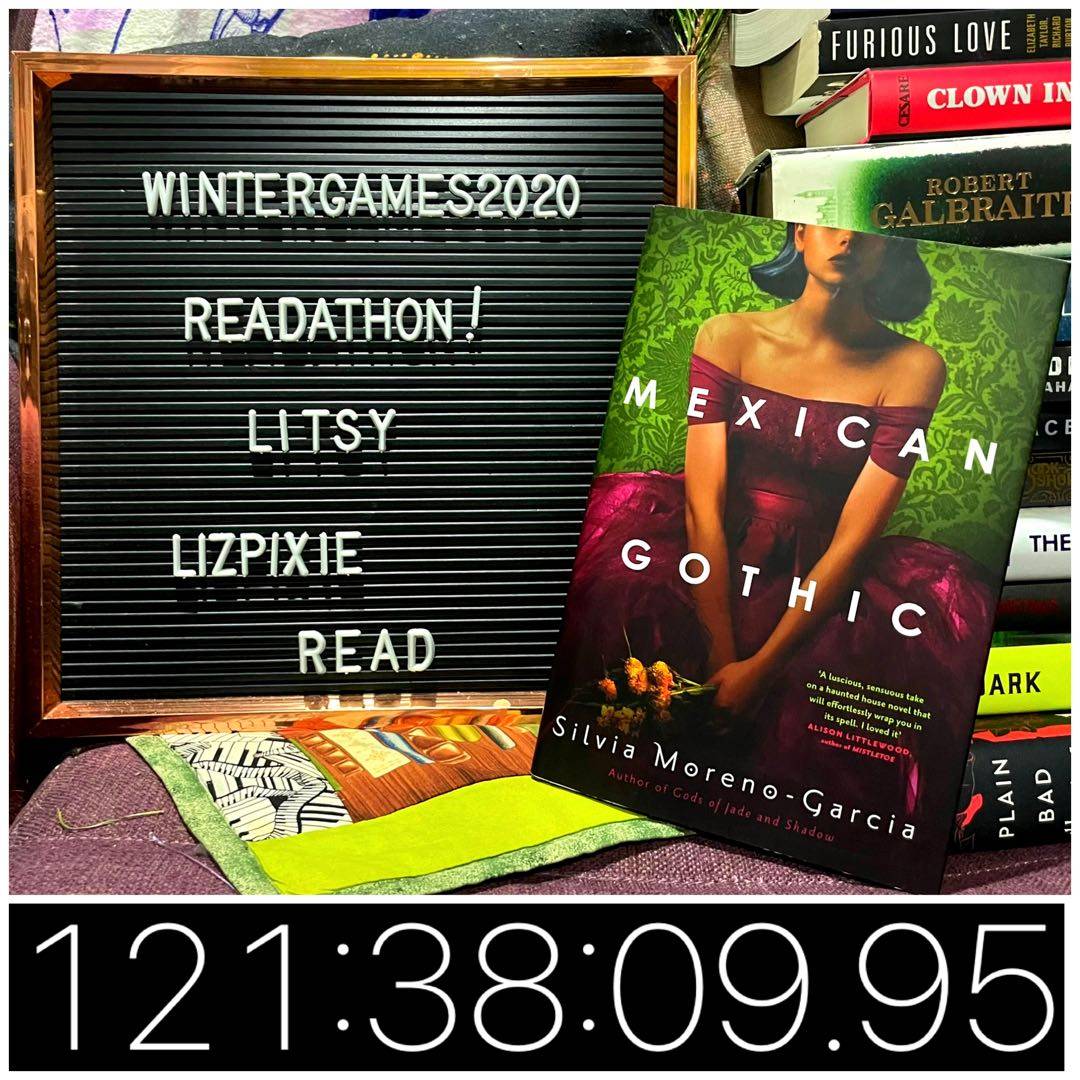 WINTERGAMES2020
READATHON!
LITSY
LIZPIXIE
READ
FURIOUS LOVE
ELIZABETH
TAYLOR,
RICHARD
BURTON
CESARE
CLOWN IN
ROBERT
GALBRAITH
MEXICAN
GOTHIC
'A luscious, sensuous take
on a haunted house novel that
will effortlessly wrap you in
its spell. I loved it'
ALISON LITTLEWOOD,
author of MISTLETOE
Silvia Moreno-Garcia
Author of Gods of Jade and Shadow
THE
ARK
PLAIN
BAD
121:38:09.95